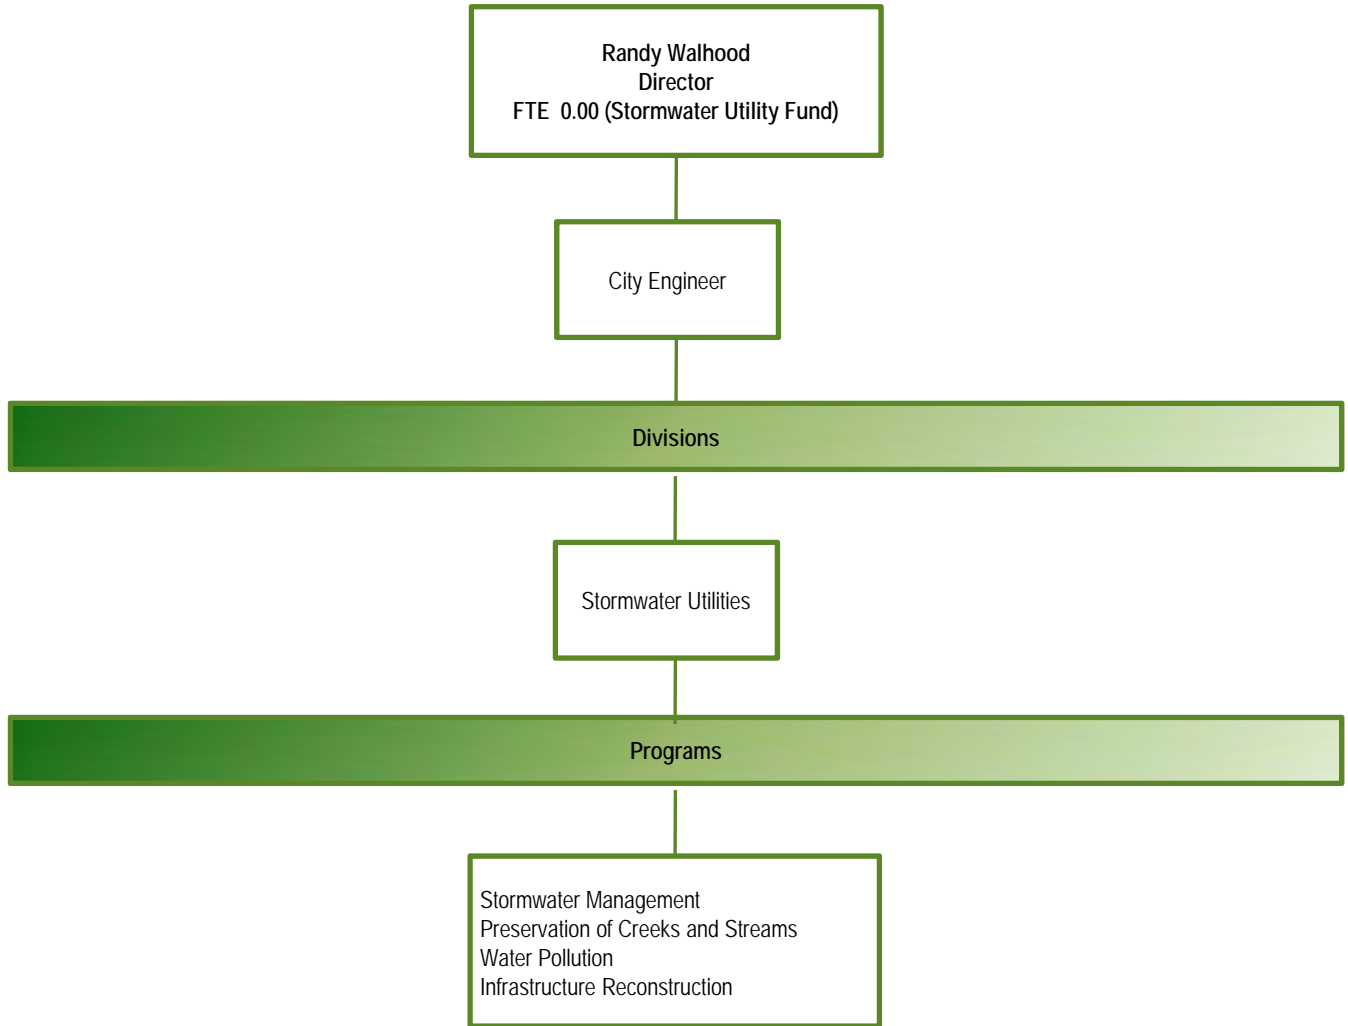 Randy Walhood
Director
FTE  0.00 (Stormwater Utility Fund)
City Engineer
Divisions
Stormwater Utilities
Programs
Stormwater Management
Preservation of Creeks and Streams
Water Pollution
Infrastructure Reconstruction